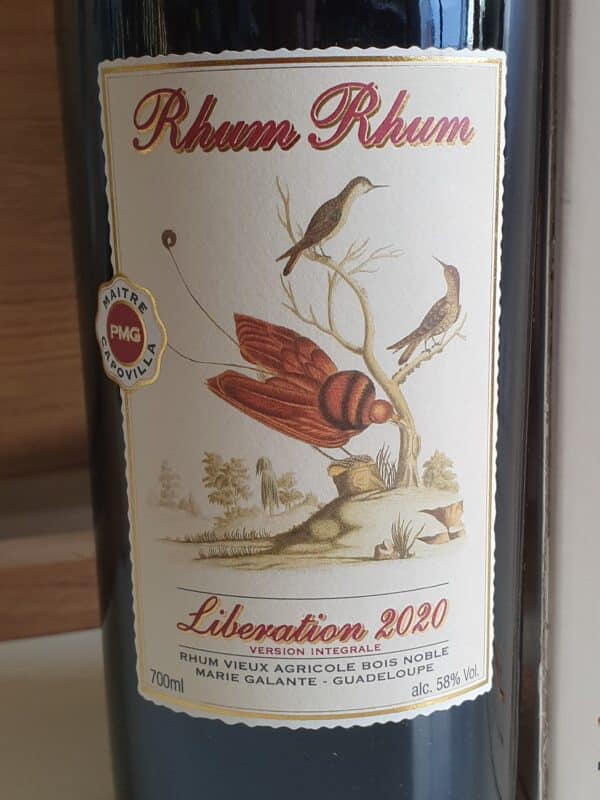 Rhum Rhum
MAITRE
PMG
CAPOVILLA
Liberation 2020
VERSION INTEGRALE
RHUM VIEUX AGRICOLE BOIS NOBLE
MARIE GALANTE - GUADELOUPE
700ml
alc. 58% Vol.